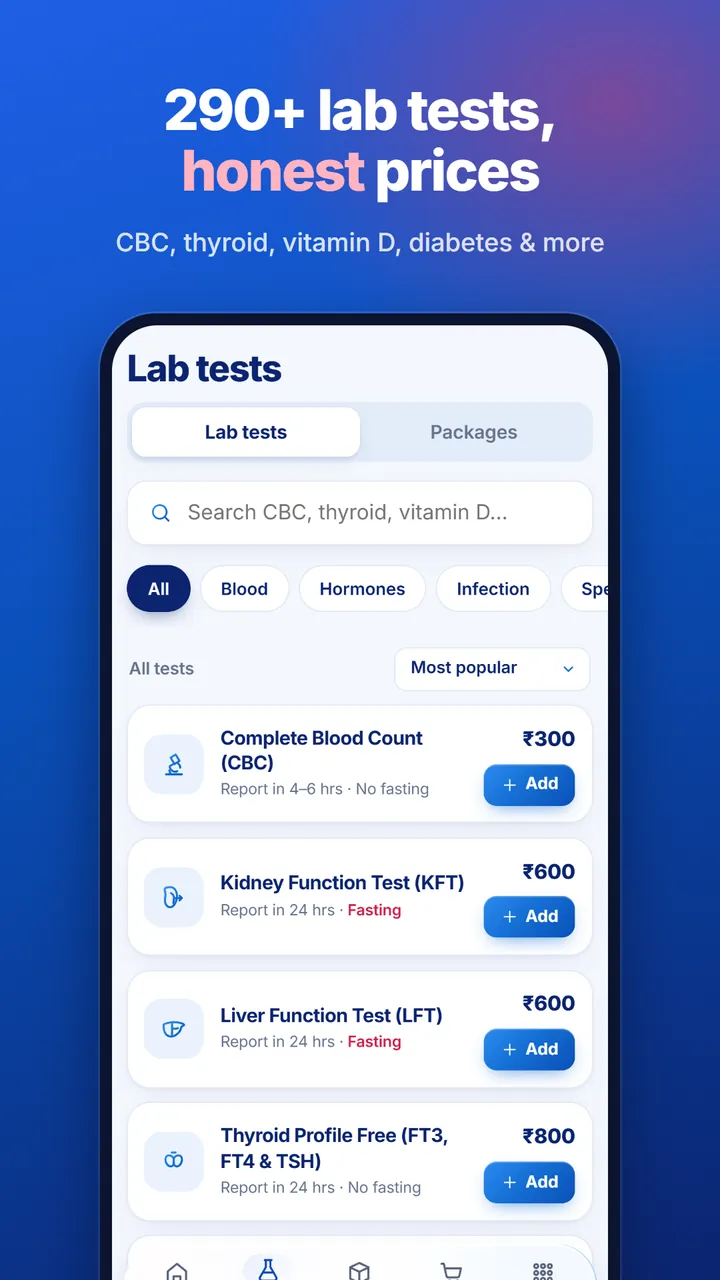 290+ lab tests,
honest prices
CBC, thyroid, vitamin D, diabetes & more
Lab tests
Lab tests
Packages
Search CBC, thyroid, vitamin D...
All
Blood
Hormones
Infection
Spe
All tests
Most popular
Complete Blood Count
(CBC)
Report in 4–6 hrs · No fasting
₹300
+ Add
Kidney Function Test (KFT)
Report in 24 hrs · Fasting
₹600
+ Add
Liver Function Test (LFT)
Report in 24 hrs · Fasting
₹600
+ Add
Thyroid Profile Free (FT3,
FT4 & TSH)
Report in 24 hrs · No fasting
₹800
+ Add